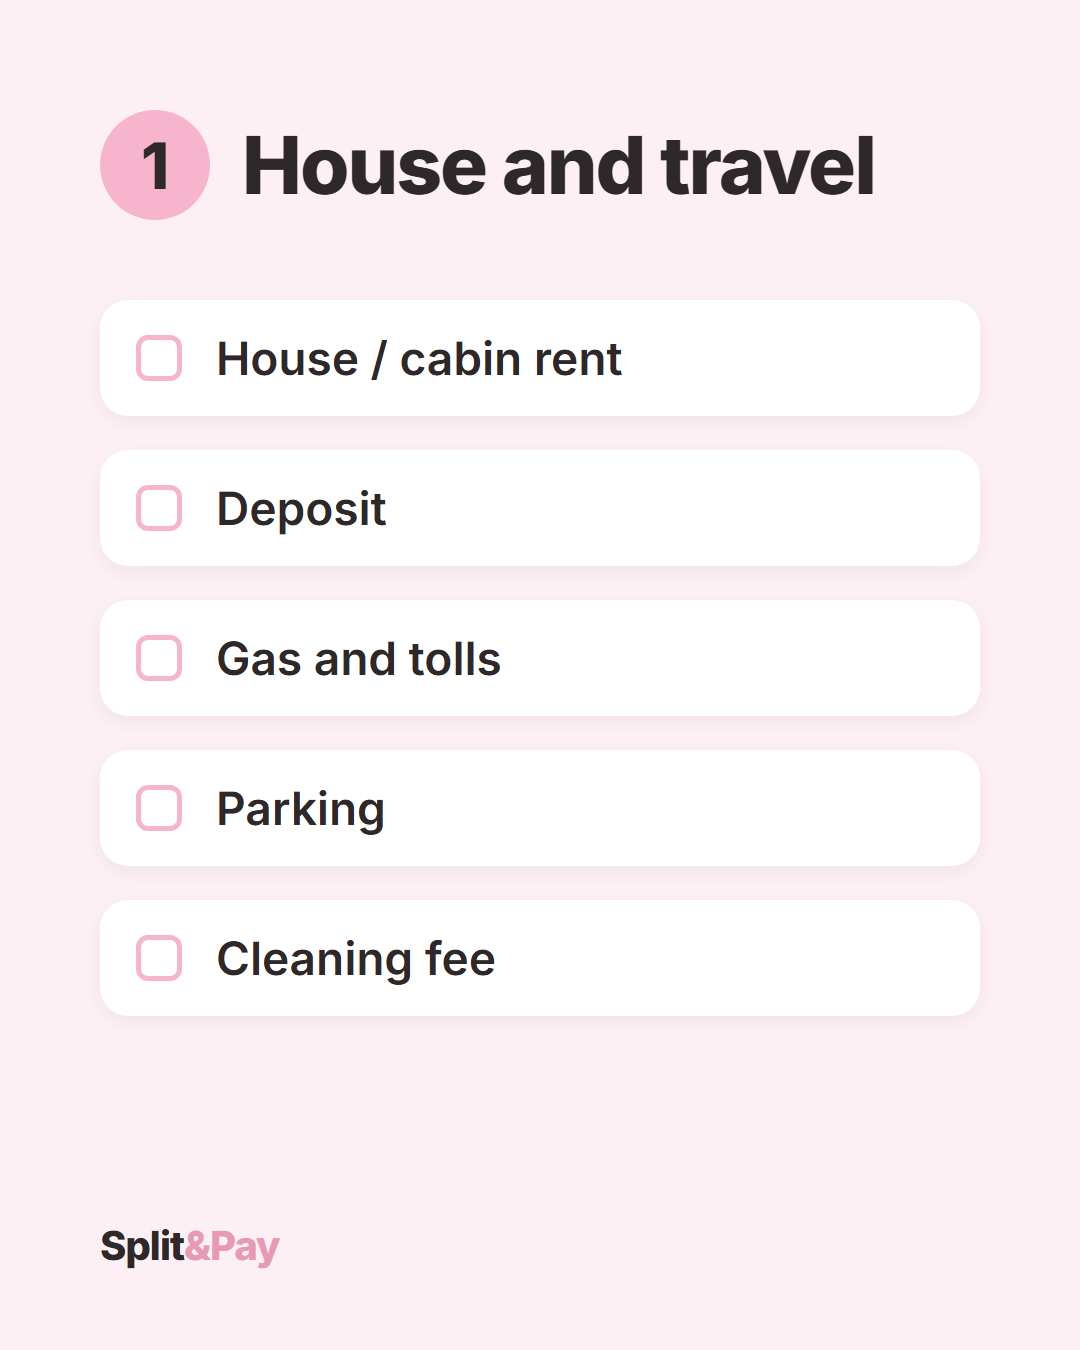 1 House and travel
House / cabin rent
Deposit
Gas and tolls
Parking
Cleaning fee
Split&Pay